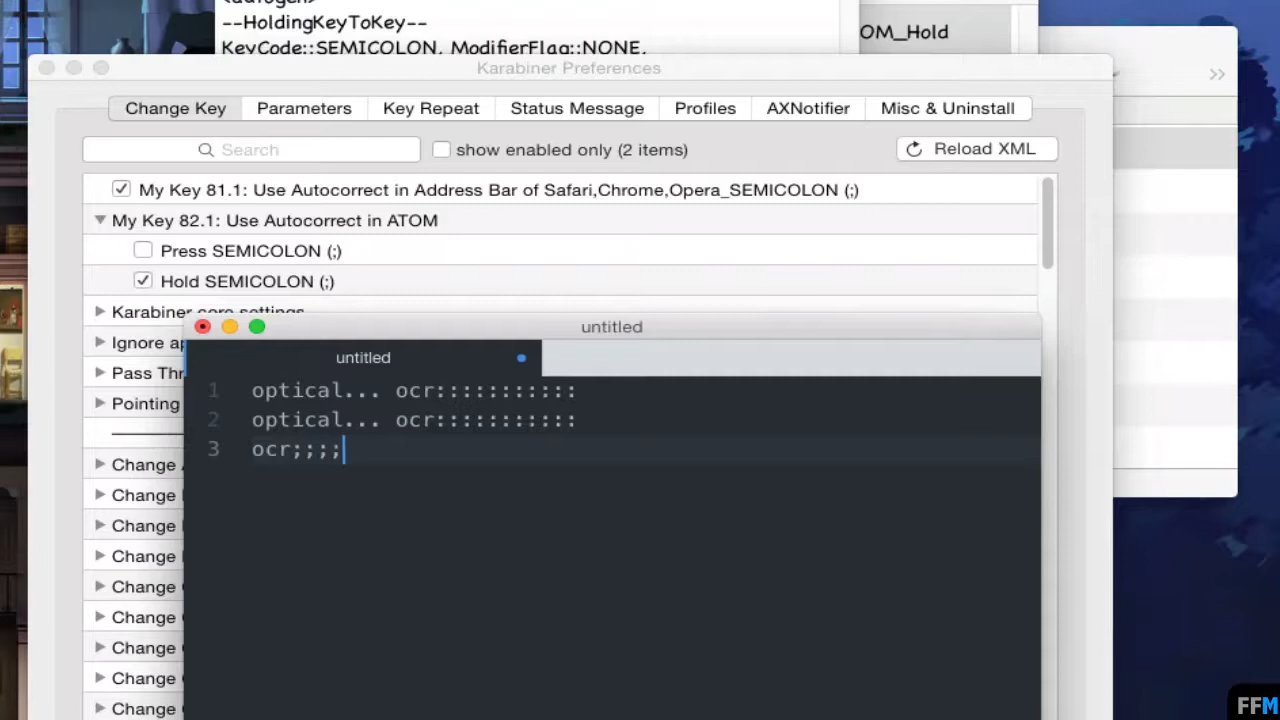 --HoldingKeyToKey--
KeyCode::SEMICOLON, ModifierFlag::NONE,
OM_Hold
Karabiner Preferences
Change Key Parameters Key Repeat Status Message Profiles AXNotifier Misc & Uninstall
Search show enabled only (2 items) Reload XML
My Key 81.1: Use Autocorrect in Address Bar of Safari,Chrome,Opera_SEMICOLON (;)
My Key 82.1: Use Autocorrect in ATOM
Press SEMICOLON (;)
Hold SEMICOLON (;)
Karabiner core settings
untitled
Ignore
untitled
Pass
1 optical... ocr:::::::::::
Pointing
2 optical... ocr:::::::::::
3 ocr;;;;
Change
Change
Change
Change
Change
Change
Change
Change
Change
FFM